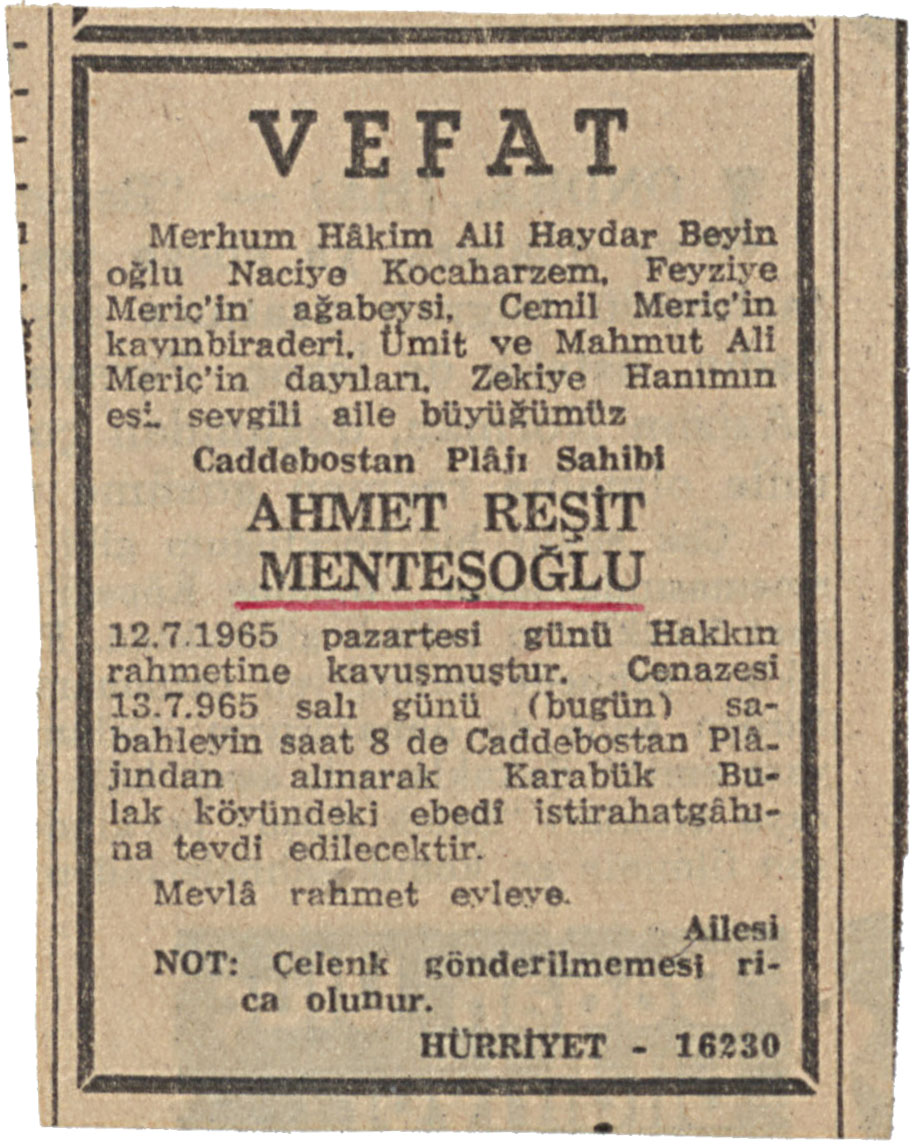 VEFAT
Merhum Hâkim Ali Haydar Beyin
oğlu Naciye Kocaharzem, Feyziye
Meriç'in ağabeysi, Cemil Meriç'in
kayınbiraderi, Ümit ve Mahmut Ali
Meriç'in dayıları, Zekiye Hanımın
eşi, sevgili aile büyüğümüz
Caddebostan Plâjı Sahibi
AHMET REŞİT
MENTEŞOĞLU
12.7.1965 pazartesi günü Hakkın
rahmetine kavuşmuştur. Cenazesi
13.7.965 salı günü (bugün) sa-
bahleyin saat 8 de Caddebostan Plâ-
jından alınarak Karabük Bu-
lak köyündeki ebedî istirahatgâhı-
na tevdi edilecektir.
Mevlâ rahmet eyleye.
Ailesi
NOT: Çelenk gönderilmemesi ri-
ca olunur.
HÜRRİYET - 16230